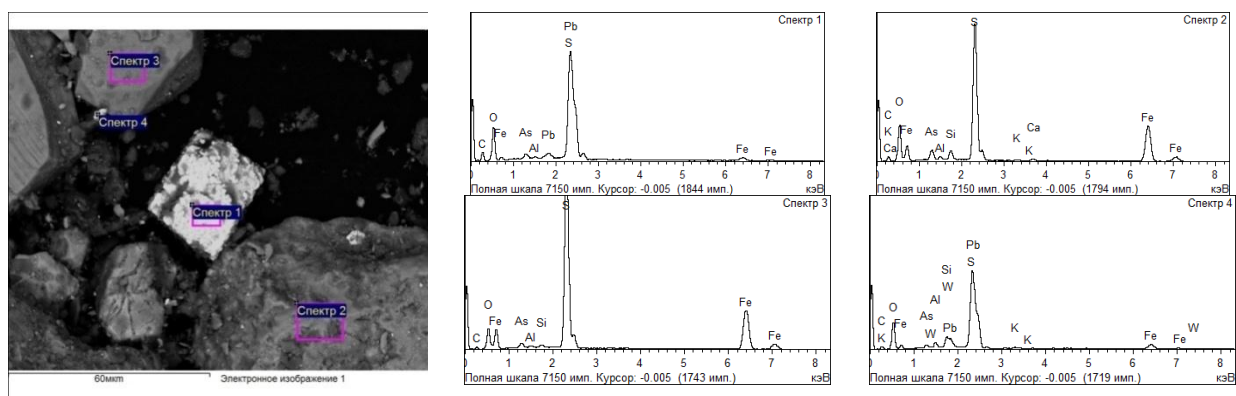 Спектр 3
Спектр 4
Спектр 1
Спектр 2
60мкm
Электронное изображение 1
Спектр 1
Pb
S
O
Fe
As
Pb
C
Al
Fe
Fe
0 1 2 3 4 5 6 7 8
Полная шкала 7150 имп. Курсор: -0.005 (1844 имп.)
кэВ
Спектр 2
S
O
Fe
C
K
Fe
As
Si
Ca
K
Ca
Al
K
Fe
0 1 2 3 4 5 6 7 8
Полная шкала 7150 имп. Курсор: -0.005 (1794 имп.)
кэВ
Спектр 3
S
Fe
O
Fe
As
Si
C
Al
Fe
0 1 2 3 4 5 6 7 8
Полная шкала 7150 имп. Курсор: -0.005 (1743 имп.)
кэВ
Спектр 4
Pb
S
Si
W
Al
O
C
Fe
As
K
W
Pb
K
K
Fe
W
Fe
0 1 2 3 4 5 6 7 8
Полная шкала 7150 имп. Курсор: -0.005 (1719 имп.)
кэВ